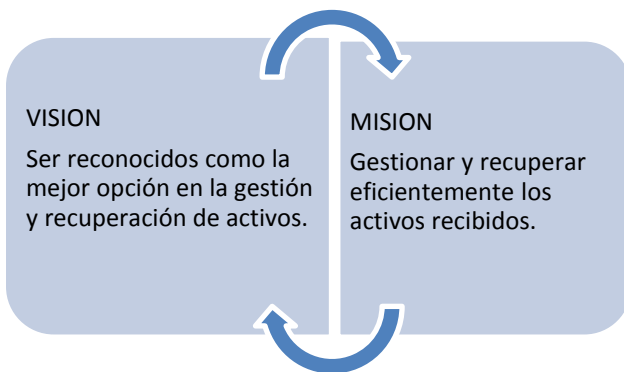 VISION
Ser reconocidos como la
mejor opción en la gestión
y recuperación de activos.
MISION
Gestionar y recuperar
eficientemente los
activos recibidos.